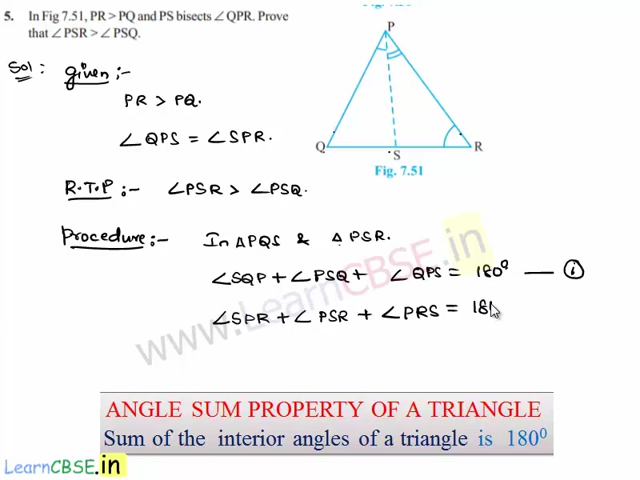 5. In Fig 7.51, PR > PQ and PS bisects ∠ QPR. Prove
that ∠ PSR > ∠ PSQ.
P
Q
S
R
Fig. 7.51
Sol :
Given :-
PR > PQ.
∠QPS = ∠SPR.
R.T.P :- ∠PSR > ∠PSQ.
Procedure :- In ΔPQS & ΔPSR.
∠SQP + ∠PSQ + ∠QPS = 180° — (i)
∠SPR + ∠PSR + ∠PRS = 180
www.LearnCBSE.in
ANGLE SUM PROPERTY OF A TRIANGLE
Sum of the interior angles of a triangle is 180⁰
LearnCBSE.in